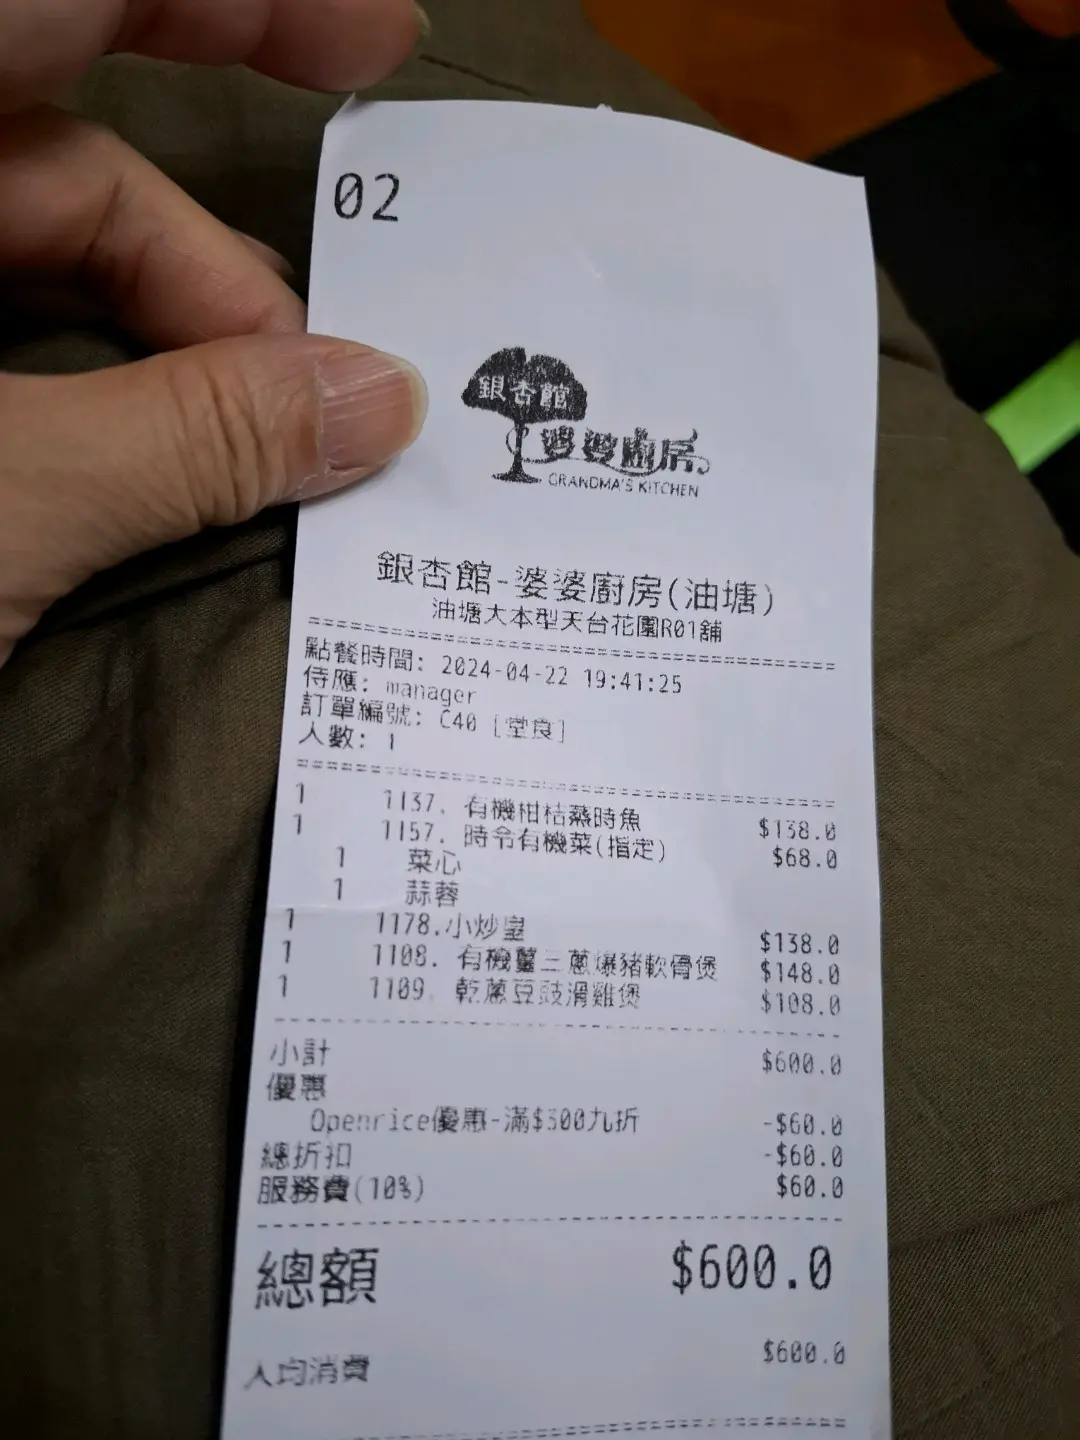 02
銀杏館
婆婆廚房
GRANDMA'S KITCHEN
銀杏館-婆婆廚房(油塘)
油塘大本型天台花園R01舖
點餐時間: 2024-04-22 19:41:25
侍應: manager
訂單編號: C40 [堂食]
人數: 1
1 1137. 有機柑桔蒸時魚 $138.0
1 1157. 時令有機菜(指定) $68.0
1 菜心
1 蒜蓉
1 1178.小炒皇 $138.0
1 1108. 有機薑三蔥爆豬軟骨煲 $148.0
1 1109. 乾蔥豆豉滑雞煲 $108.0
小計 $600.0
優惠
Openrice優惠-滿$300九折 -$60.0
總折扣 -$60.0
服務費(10%) $60.0
總額 $600.0
人均消費 $600.0